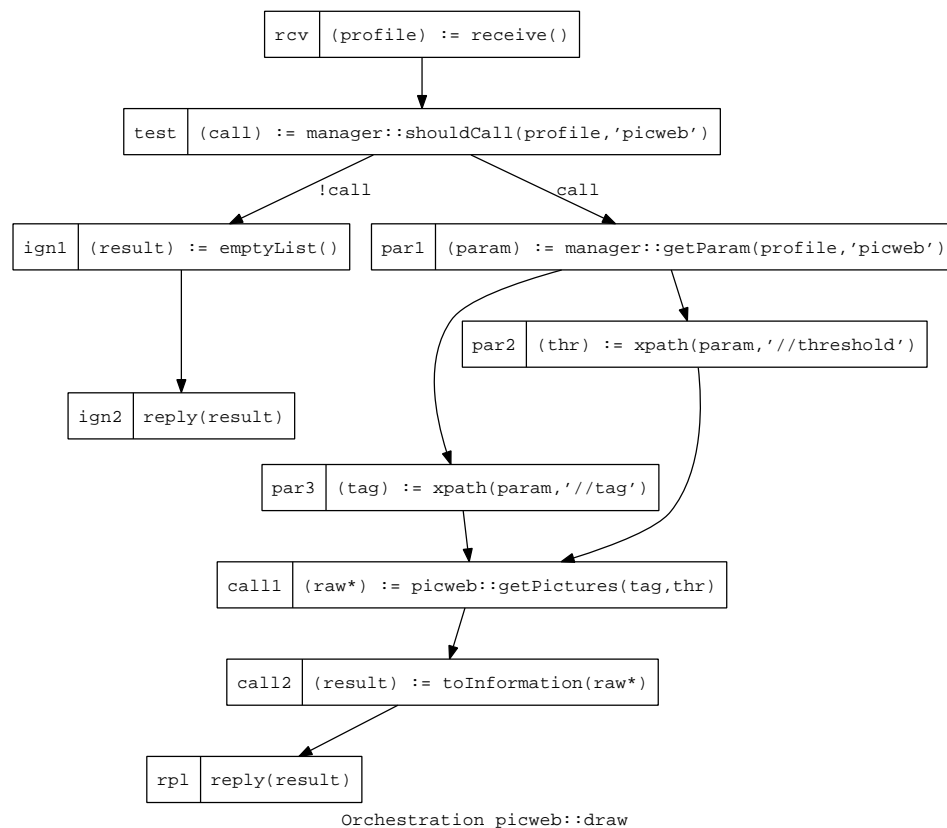 rcv (profile) := receive()
test (call) := manager::shouldCall(profile,'picweb')
!call call
ign1 (result) := emptyList() par1 (param) := manager::getParam(profile,'picweb')
par2 (thr) := xpath(param,'//threshold')
ign2 reply(result)
par3 (tag) := xpath(param,'//tag')
call1 (raw*) := picweb::getPictures(tag,thr)
call2 (result) := toInformation(raw*)
rpl reply(result)
Orchestration picweb::draw